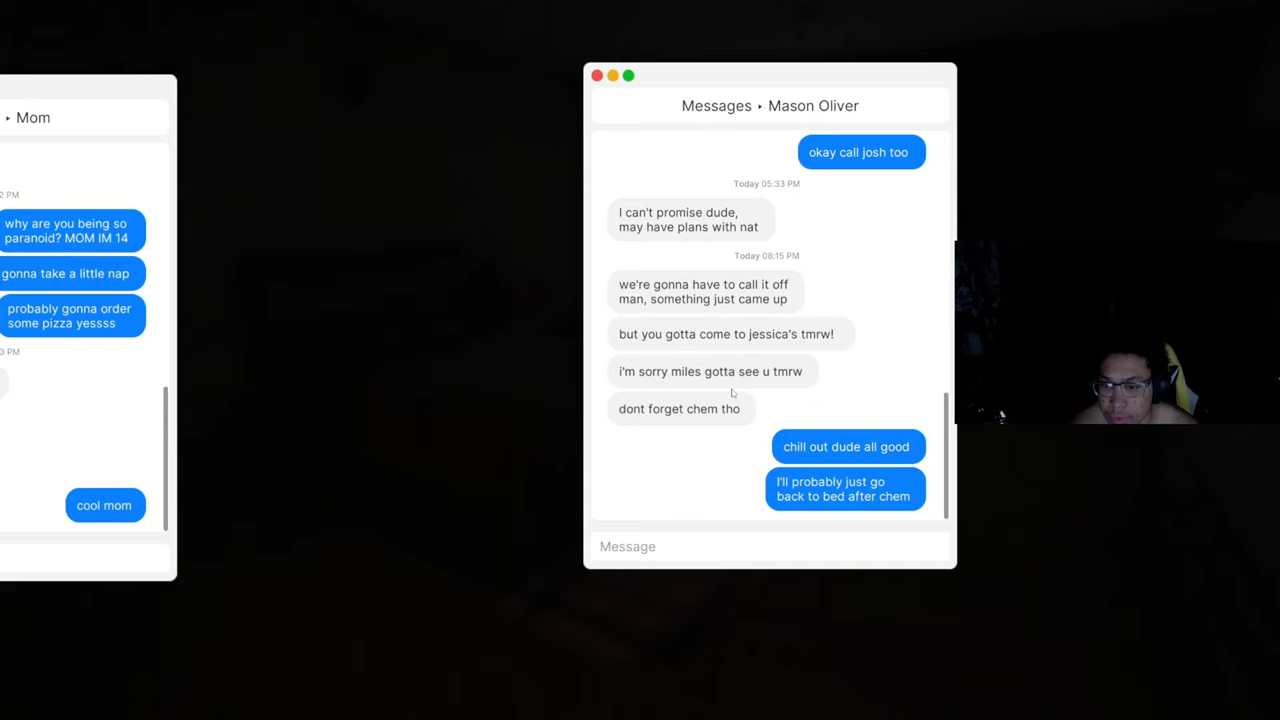 ▸ Mom
2 PM
why are you being so
paranoid? MOM IM 14
gonna take a little nap
probably gonna order
some pizza yessss
3 PM
cool mom
Messages ▸ Mason Oliver
okay call josh too
Today 05:33 PM
I can't promise dude,
may have plans with nat
Today 08:15 PM
we're gonna have to call it off
man, something just came up
but you gotta come to jessica's tmrw!
i'm sorry miles gotta see u tmrw
dont forget chem tho
chill out dude all good
I'll probably just go
back to bed after chem
Message